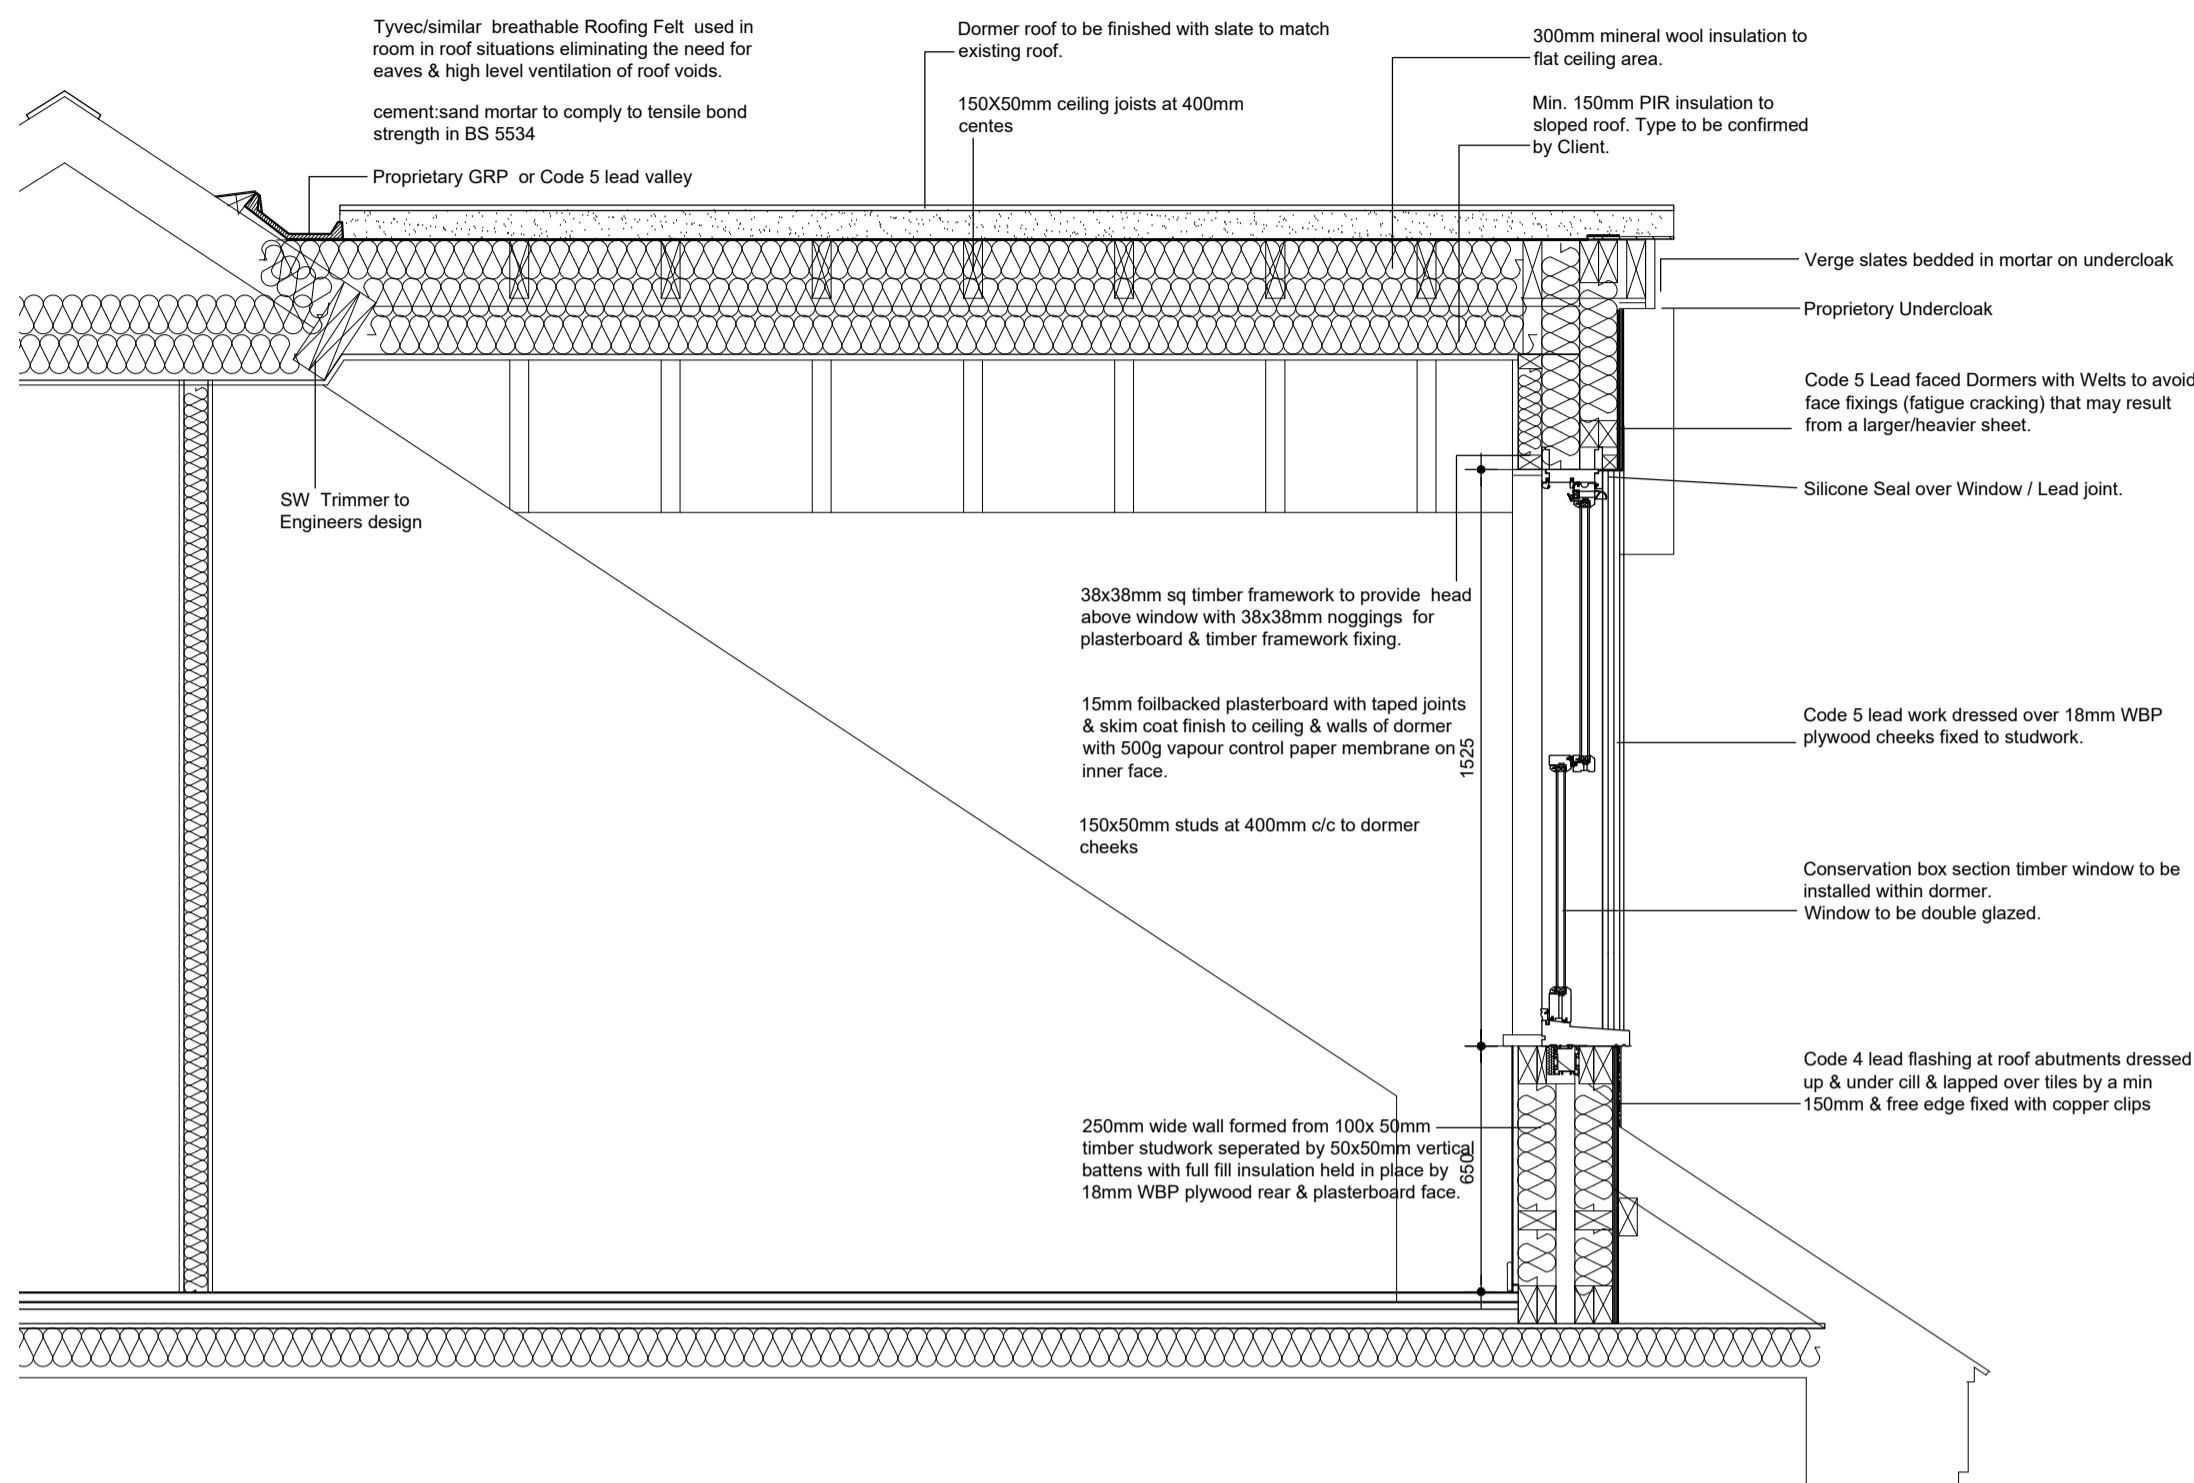 Tyvec/similar breathable Roofing Felt used in
room in roof situations eliminating the need for
eaves & high level ventilation of roof voids.
cement:sand mortar to comply to tensile bond
strength in BS 5534
Proprietary GRP or Code 5 lead valley
Dormer roof to be finished with slate to match
existing roof.
150X50mm ceiling joists at 400mm
centes
300mm mineral wool insulation to
flat ceiling area.
Min. 150mm PIR insulation to
sloped roof. Type to be confirmed
by Client.
Verge slates bedded in mortar on undercloak
Proprietory Undercloak
Code 5 Lead faced Dormers with Welts to avoid
face fixings (fatigue cracking) that may result
from a larger/heavier sheet.
Silicone Seal over Window / Lead joint.
SW Trimmer to
Engineers design
38x38mm sq timber framework to provide head
above window with 38x38mm noggings for
plasterboard & timber framework fixing.
15mm foilbacked plasterboard with taped joints
& skim coat finish to ceiling & walls of dormer
with 500g vapour control paper membrane on
inner face.
1525
150x50mm studs at 400mm c/c to dormer
cheeks
Code 5 lead work dressed over 18mm WBP
plywood cheeks fixed to studwork.
Conservation box section timber window to be
installed within dormer.
Window to be double glazed.
Code 4 lead flashing at roof abutments dressed
up & under cill & lapped over tiles by a min
150mm & free edge fixed with copper clips
250mm wide wall formed from 100x 50mm
timber studwork seperated by 50x50mm vertical
battens with full fill insulation held in place by
18mm WBP plywood rear & plasterboard face.
650